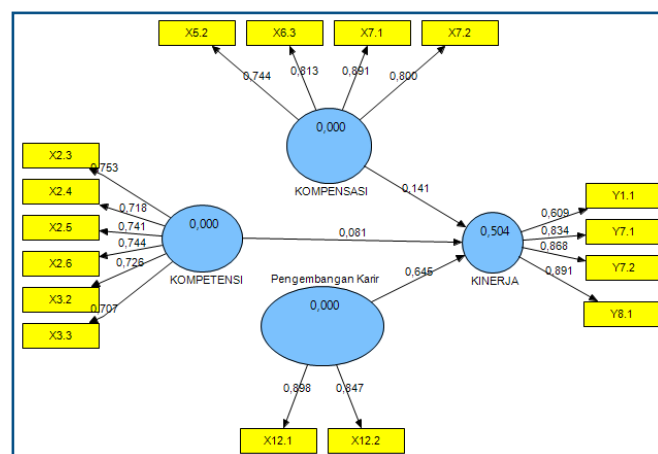 X5.2 X6.3 X7.1 X7.2
0,744 0,813 0,891 0,800
0,000
KOMPENSASI
X2.3
X2.4
X2.5
X2.6
X3.2
X3.3
0,753
0,718
0,741
0,744
0,726
0,707
0,000
KOMPETENSI
0,141
0,081
0,645
Pengembangan Karir
0,000
0,898 0,847
X12.1 X12.2
0,504
KINERJA
0,609
0,834
0,868
0,891
Y1.1
Y7.1
Y7.2
Y8.1